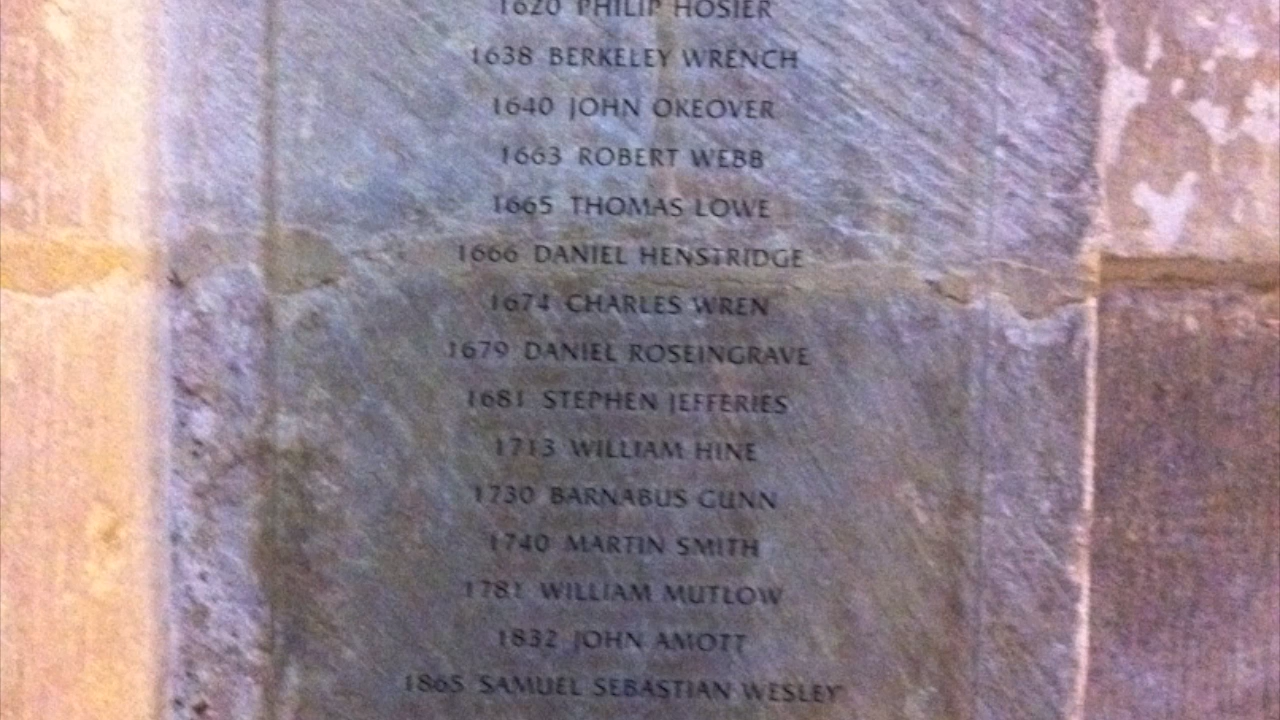 1620 PHILIP HOSIER
1638 BERKELEY WRENCH
1640 JOHN OKEOVER
1663 ROBERT WEBB
1665 THOMAS LOWE
1666 DANIEL HENSTRIDGE
1674 CHARLES WREN
1679 DANIEL ROSEINGRAVE
1681 STEPHEN JEFFERIES
1713 WILLIAM HINE
1730 BARNABUS GUNN
1740 MARTIN SMITH
1781 WILLIAM MUTLOW
1832 JOHN AMOTT
1865 SAMUEL SEBASTIAN WESLEY